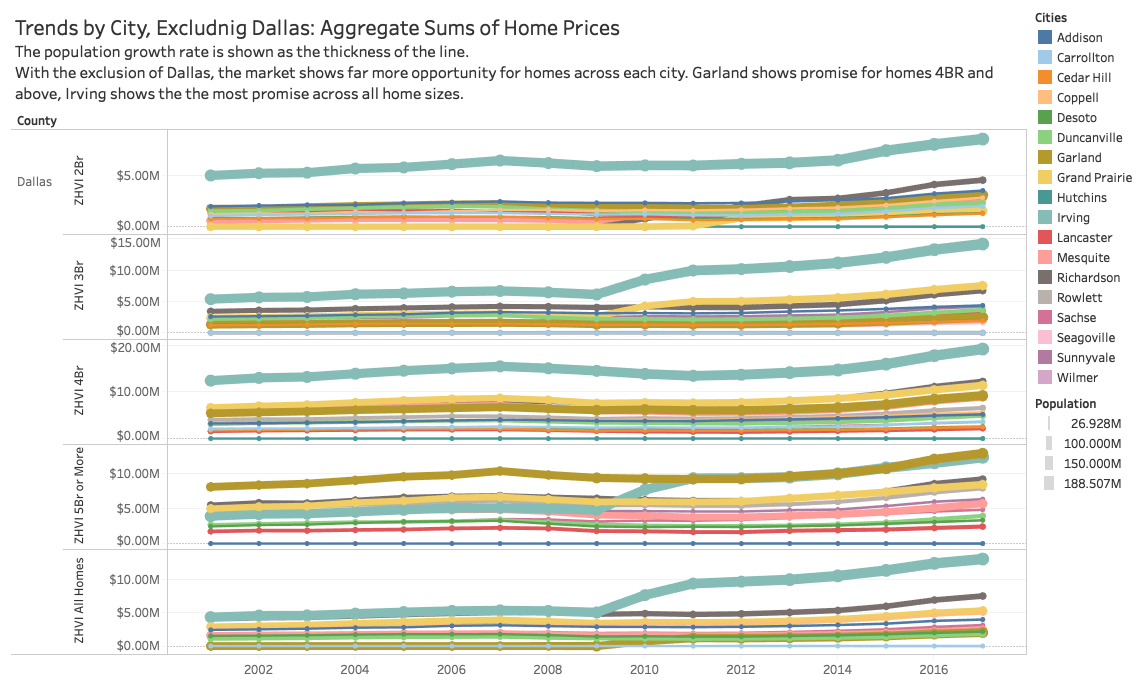 Trends by City, Excludnig Dallas: Aggregate Sums of Home Prices
The population growth rate is shown as the thickness of the line.
With the exclusion of Dallas, the market shows far more opportunity for homes across each city. Garland shows promise for homes 4BR and
above, Irving shows the the most promise across all home sizes.
County
Dallas
ZHVI 2Br
$5.00M
$0.00M
ZHVI 3Br
$15.00M
$10.00M
$5.00M
$0.00M
ZHVI 4Br
$20.00M
$10.00M
$0.00M
ZHVI 5Br or More
$10.00M
$5.00M
$0.00M
ZHVI All Homes
$10.00M
$5.00M
$0.00M
2002 2004 2006 2008 2010 2012 2014 2016
Cities
Addison
Carrollton
Cedar Hill
Coppell
Desoto
Duncanville
Garland
Grand Prairie
Hutchins
Irving
Lancaster
Mesquite
Richardson
Rowlett
Sachse
Seagoville
Sunnyvale
Wilmer
Population
26.928M
100.000M
150.000M
188.507M